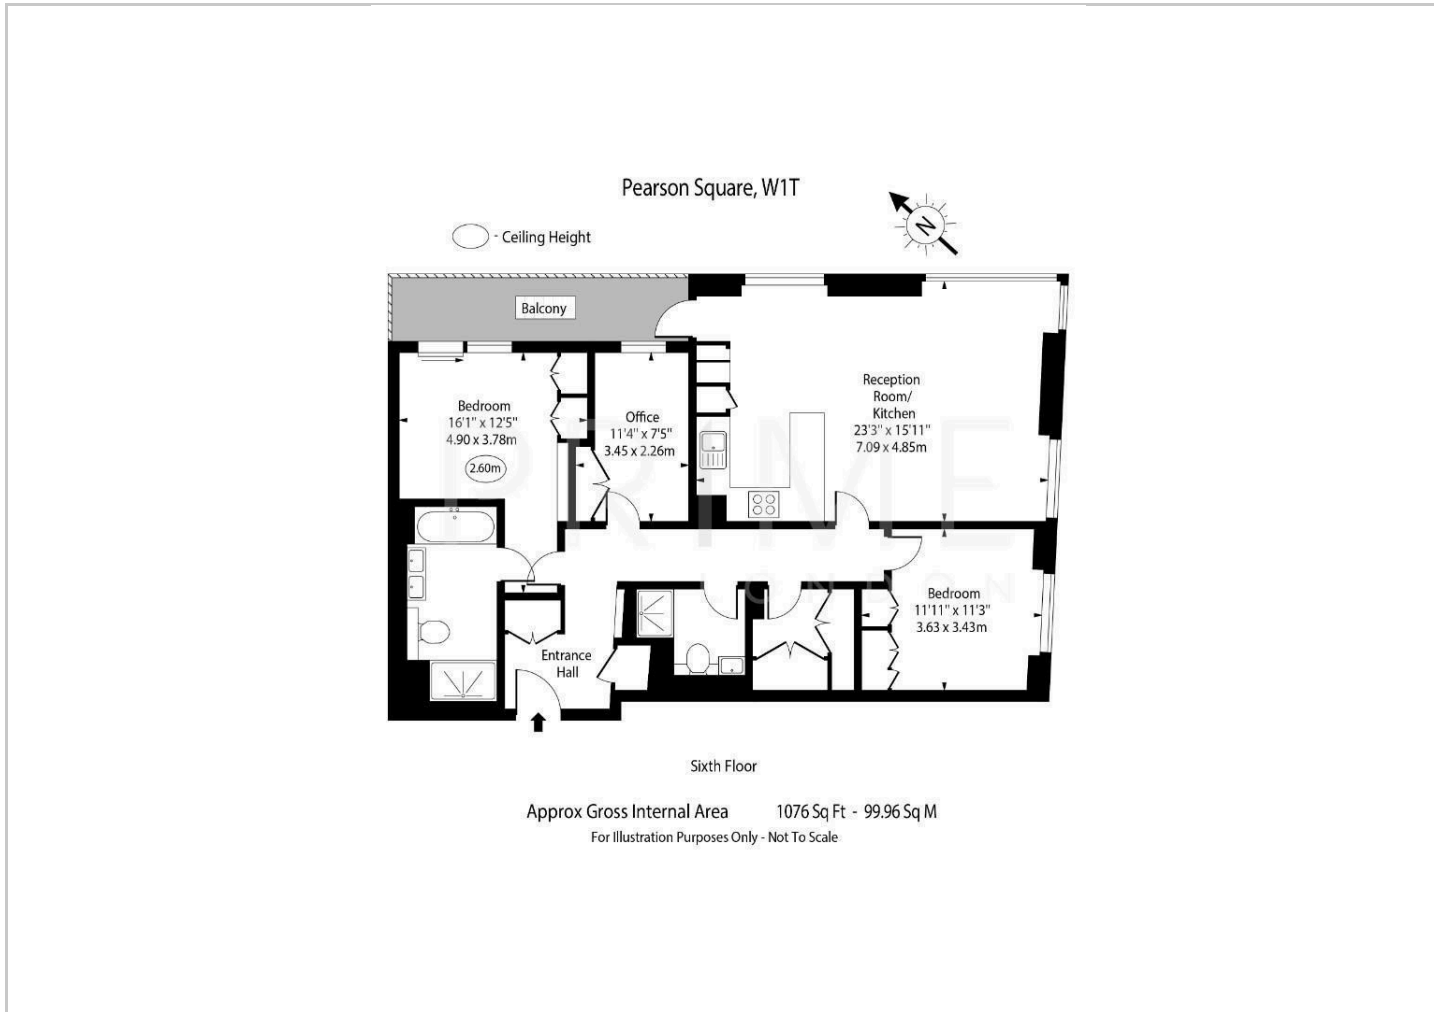 Pearson Square, W1T
- Ceiling Height
N
Balcony
Bedroom
16'1" x 12'5"
4.90 x 3.78m
2.60m
Office
11'4" x 7'5"
3.45 x 2.26m
Reception
Room/
Kitchen
23'3" x 15'11"
7.09 x 4.85m
PRIME
LONDON
Bedroom
11'11" x 11'3"
3.63 x 3.43m
Entrance
Hall
Sixth Floor
Approx Gross Internal Area 1076 Sq Ft - 99.96 Sq M
For Illustration Purposes Only - Not To Scale